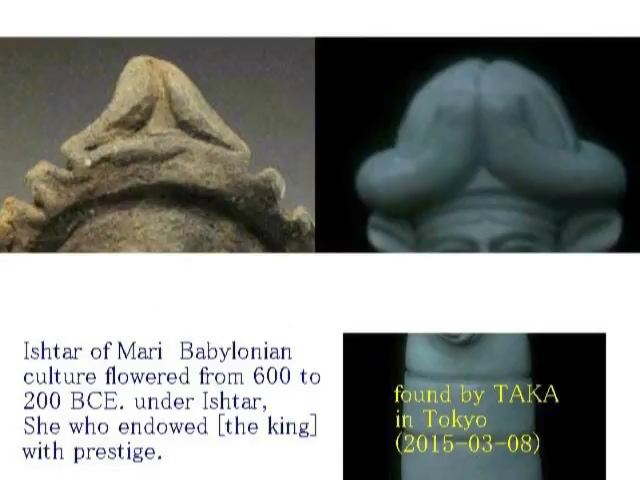 Ishtar of Mari Babylonian
culture flowered from 600 to
200 BCE. under Ishtar,
She who endowed [the king]
with prestige.
found by TAKA
in Tokyo
(2015-03-08)